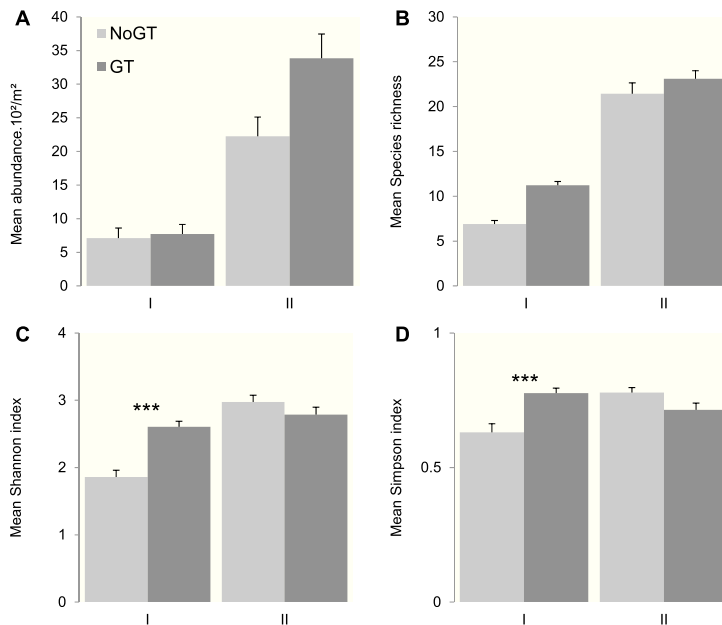 A
Mean abundance.10²/m²
40
35
30
25
20
15
10
5
0
NoGT
GT
I
II
B
Mean Species richness
30
25
20
15
10
5
0
I
II
C
Mean Shannon index
4
3
2
1
0
***
I
II
D
Mean Simpson index
1
0.5
0
***
I
II